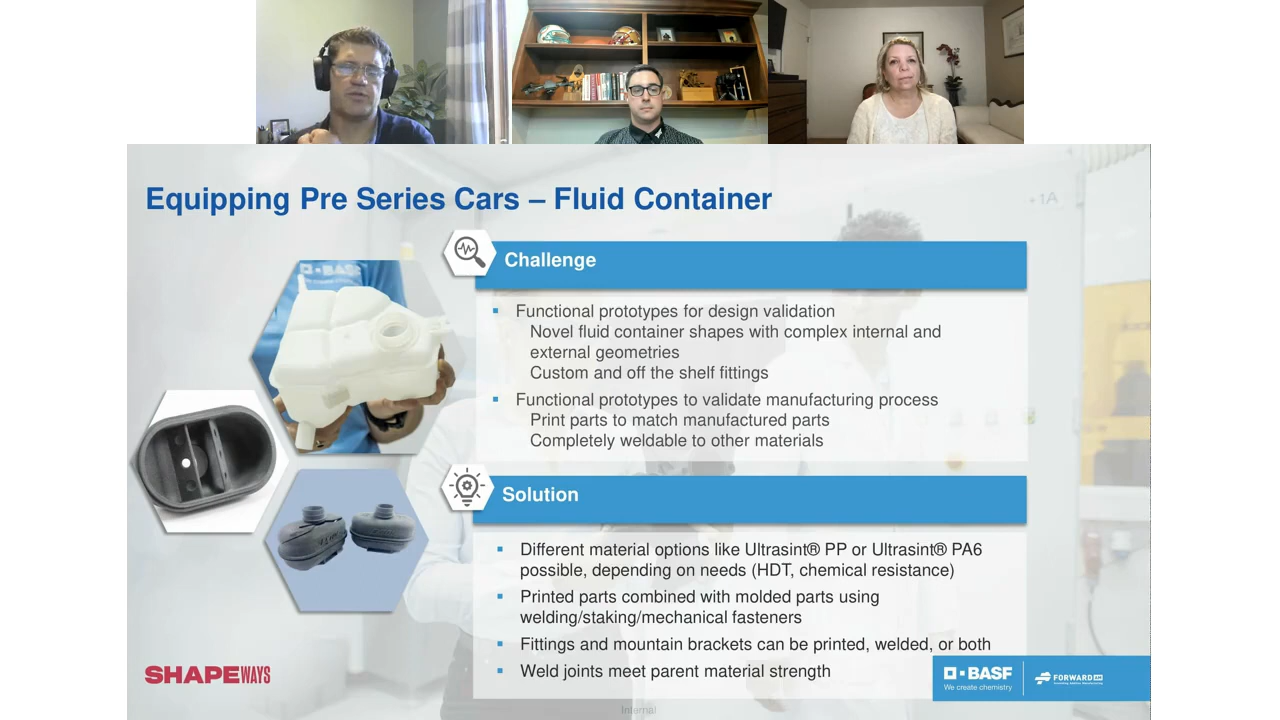 Equipping Pre Series Cars – Fluid Container
+1A
BASF
Challenge
Functional prototypes for design validation
Novel fluid container shapes with complex internal and
external geometries
Custom and off the shelf fittings
Functional prototypes to validate manufacturing process
Print parts to match manufactured parts
Completely weldable to other materials
Solution
Different material options like Ultrasint® PP or Ultrasint® PA6
possible, depending on needs (HDT, chemical resistance)
Printed parts combined with molded parts using
welding/staking/mechanical fasteners
Fittings and mountain brackets can be printed, welded, or both
Weld joints meet parent material strength
SHAPEWAYS
BASF
We create chemistry
FORWARD AM
Internal